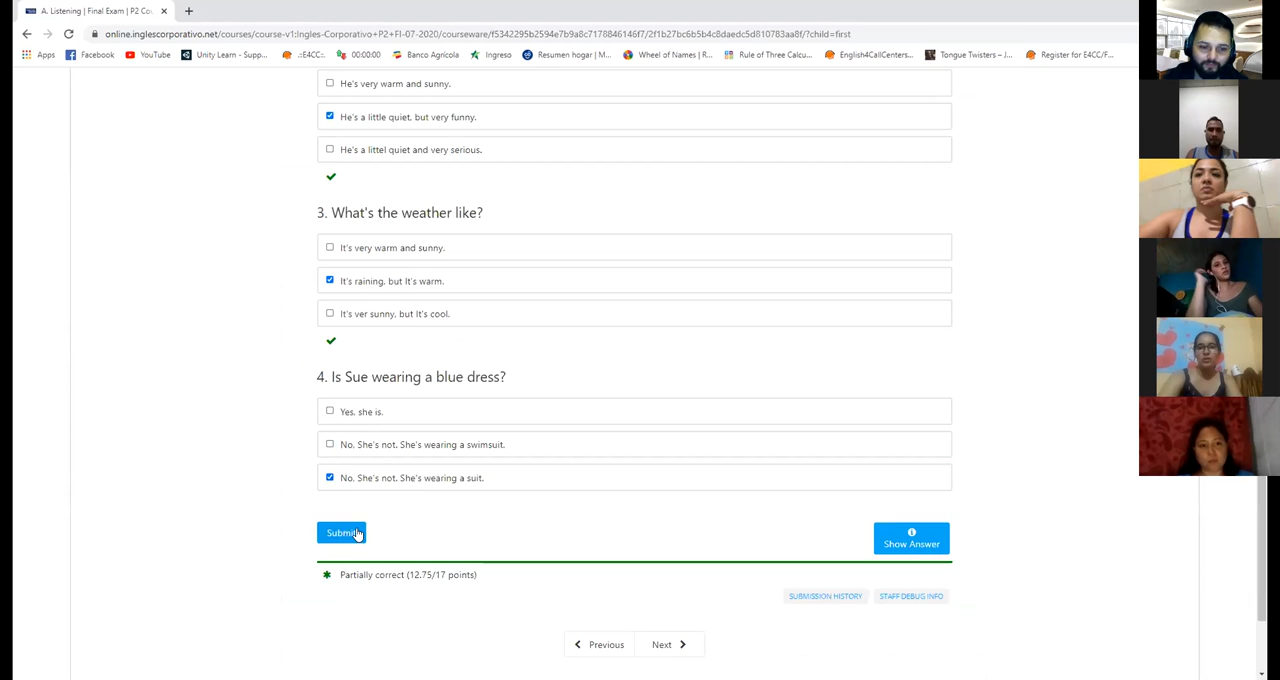 A. Listening | Final Exam | P2 Co
online.inglescorporativo.net/courses/course-v1:Ingles-Corporativo+P2+FI-07-2020/courseware/f5342295b2594e7b9a8c7178846146f7/2f1b27bc6b5b4c8daedc5d810783aa8f/?child=first
Apps Facebook YouTube Unity Learn - Supp... .::E4CC::. 00:00:00 Banco Agrícola Ingreso Resumen hogar | M... Wheel of Names | R... Rule of Three Calcu... English4CallCenters... Tongue Twisters – J... Register for E4CC/F...
He's very warm and sunny.
He's a little quiet, but very funny.
He's a littel quiet and very serious.
3. What's the weather like?
It's very warm and sunny.
It's raining, but It's warm.
It's ver sunny, but It's cool.
4. Is Sue wearing a blue dress?
Yes, she is.
No, She's not. She's wearing a swimsuit.
No, She's not. She's wearing a suit.
Submit
Show Answer
Partially correct (12.75/17 points)
SUBMISSION HISTORY STAFF DEBUG INFO
Previous Next